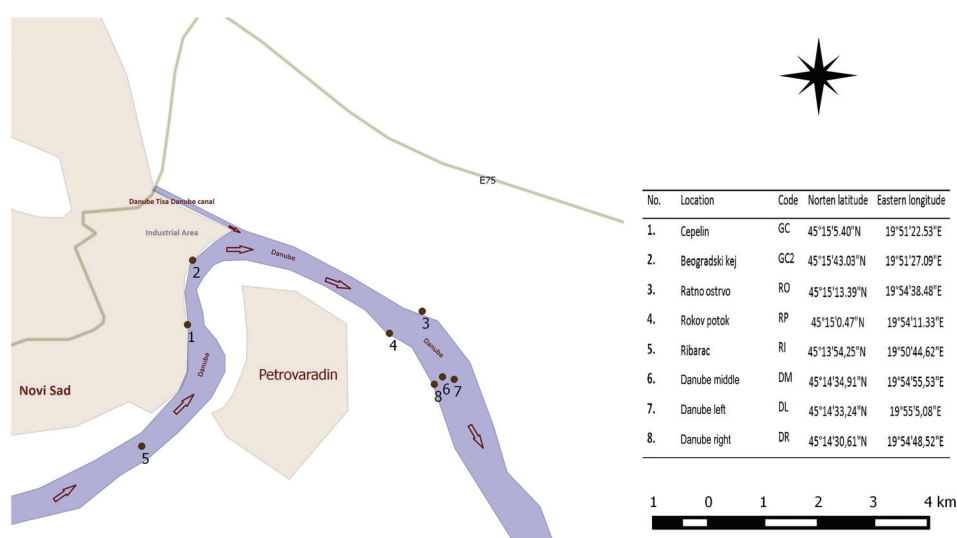 E75
Danube Tisa Danube canal
Industrial Area
Danube
2
1
Danube
3
4
Danube
Petrovaradin
Novi Sad
8
6
7
5
No. Location Code Norten latitude Eastern longitude
1. Cepelin GC 45°15'5.40"N 19°51'22.53"E
2. Beogradski kej GC2 45°15'43.03"N 19°51'27.09"E
3. Ratno ostrvo RO 45°15'13.39"N 19°54'38.48"E
4. Rokov potok RP 45°15'0.47"N 19°54'11.33"E
5. Ribarac RI 45°13'54,25"N 19°50'44,62"E
6. Danube middle DM 45°14'34,91"N 19°54'55,53"E
7. Danube left DL 45°14'33,24"N 19°55'5,08"E
8. Danube right DR 45°14'30,61"N 19°54'48,52"E
1 0 1 2 3 4 km